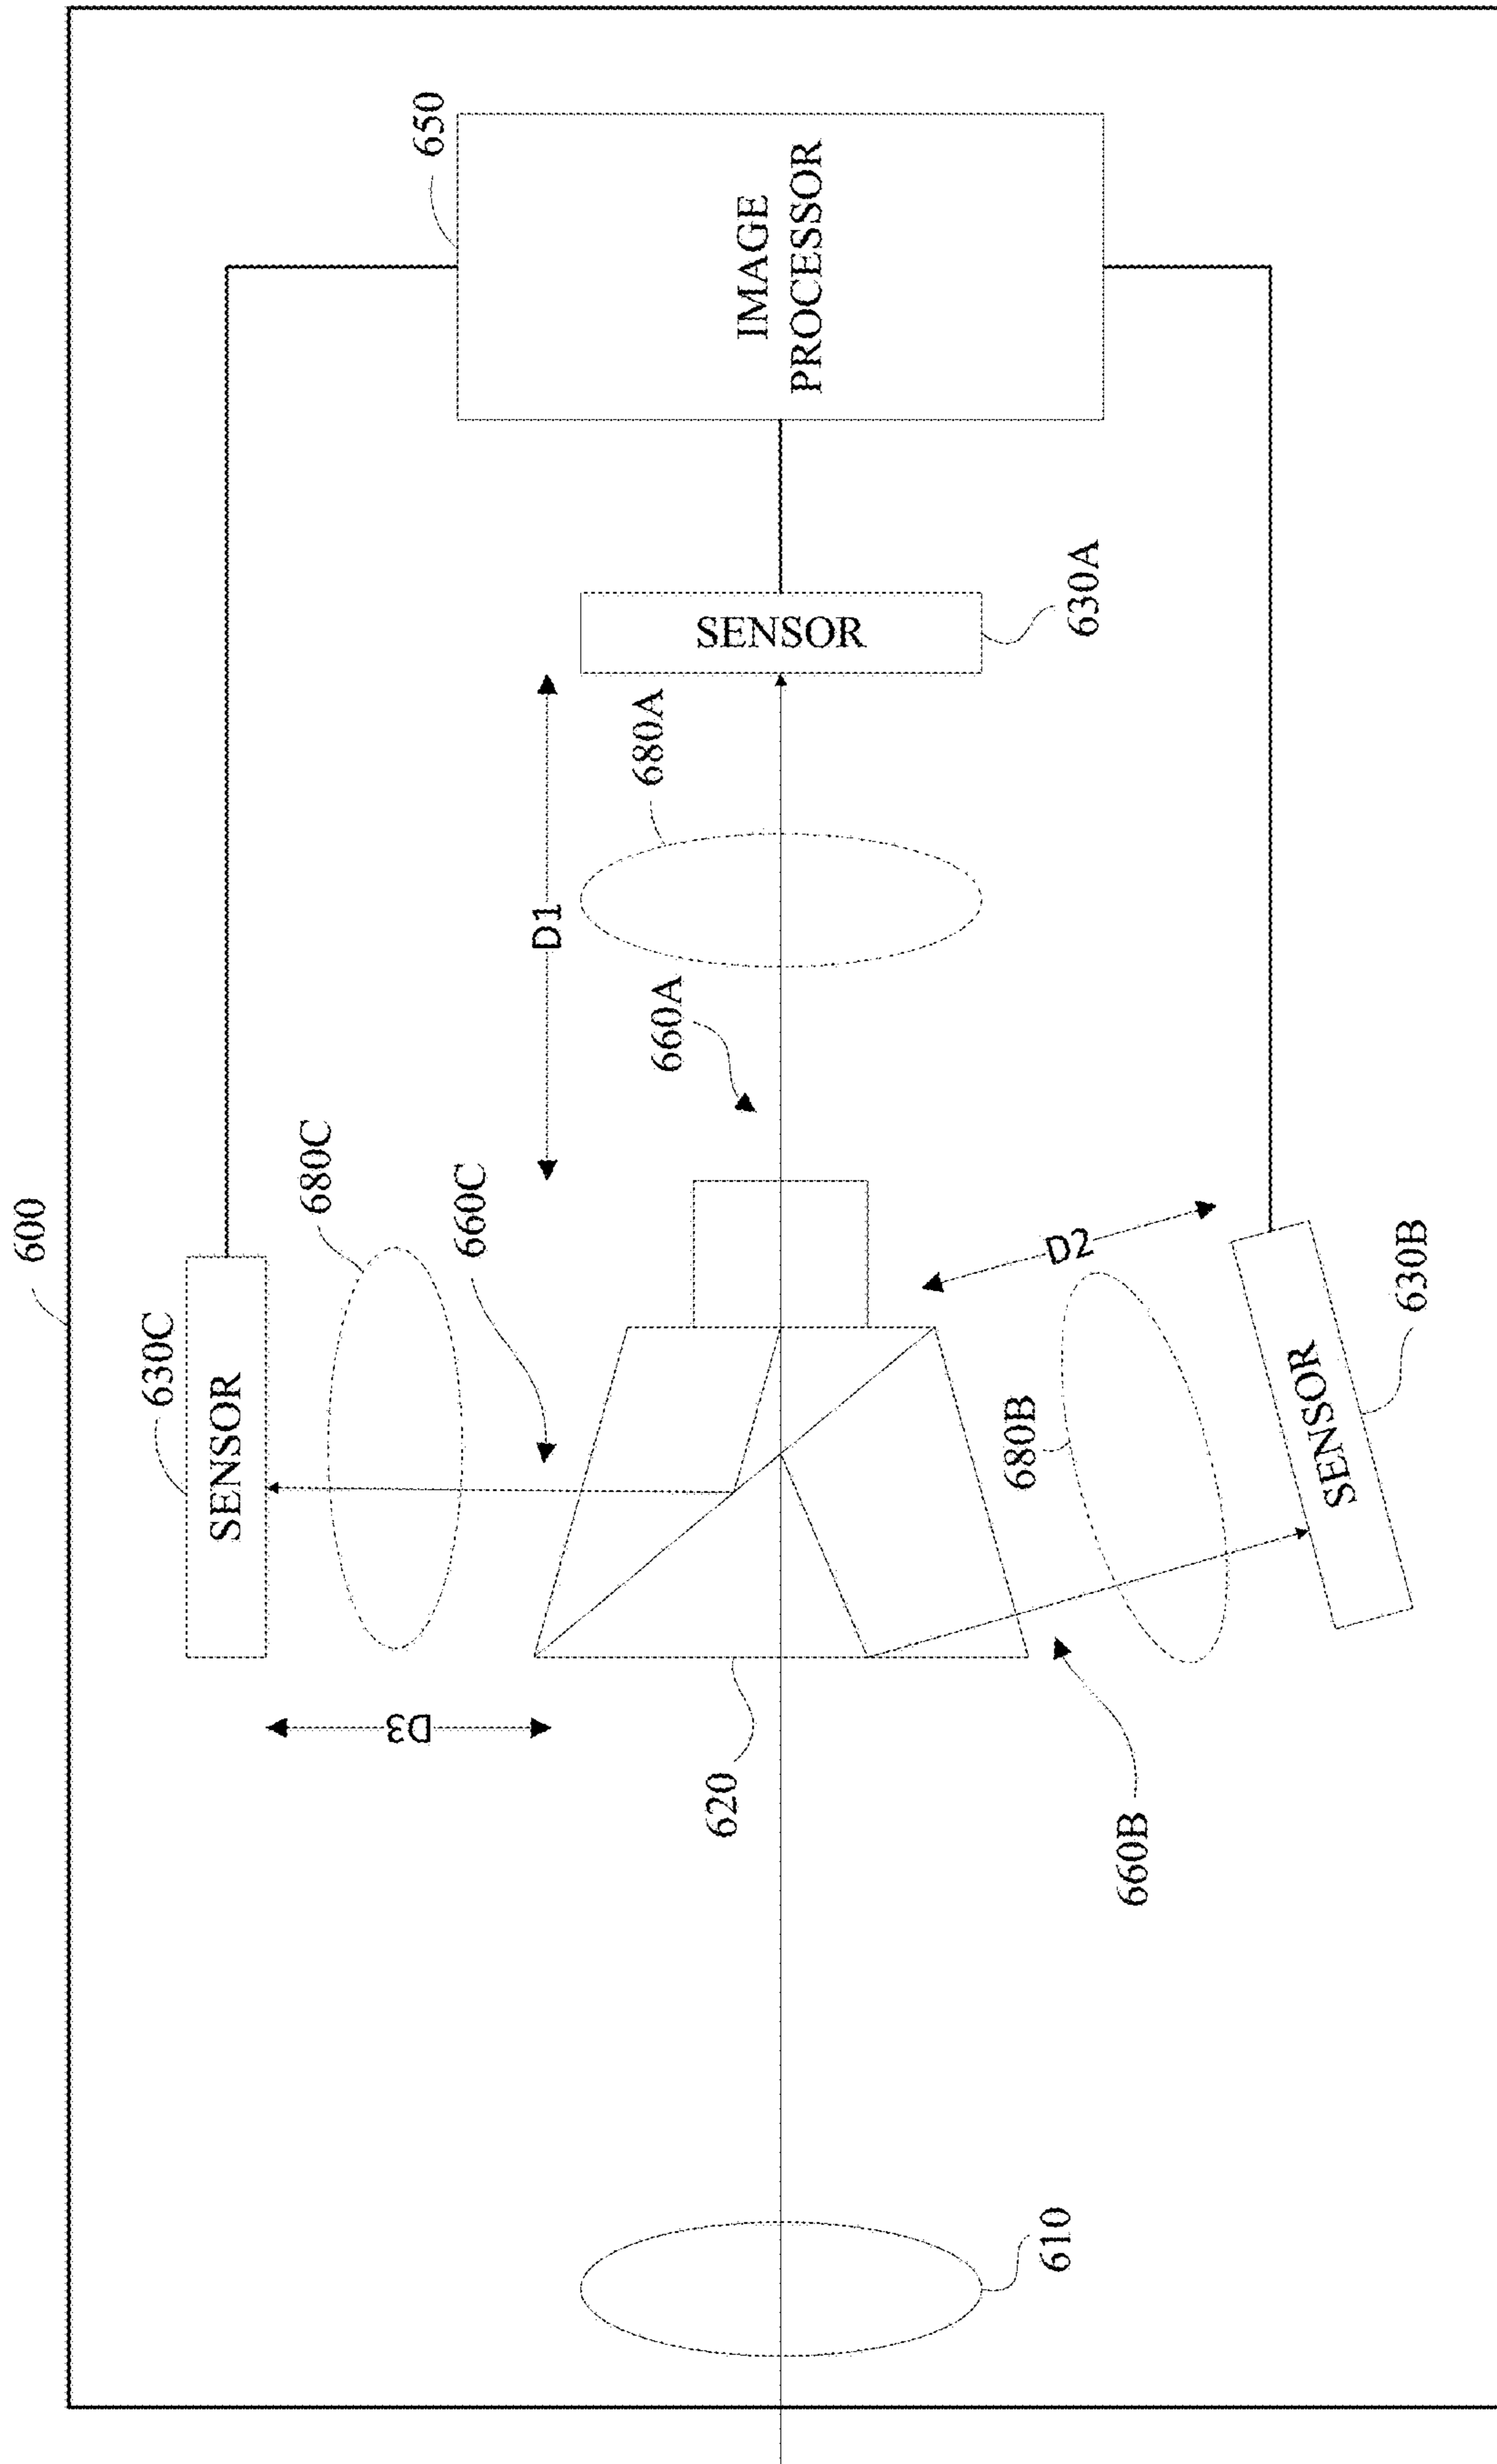 600
650
IMAGE
PROCESSOR
630C
SENSOR
680C
660C
D3
D1
680A
660A
SENSOR
630A
620
610
D2
680B
660B
SENSOR
630B